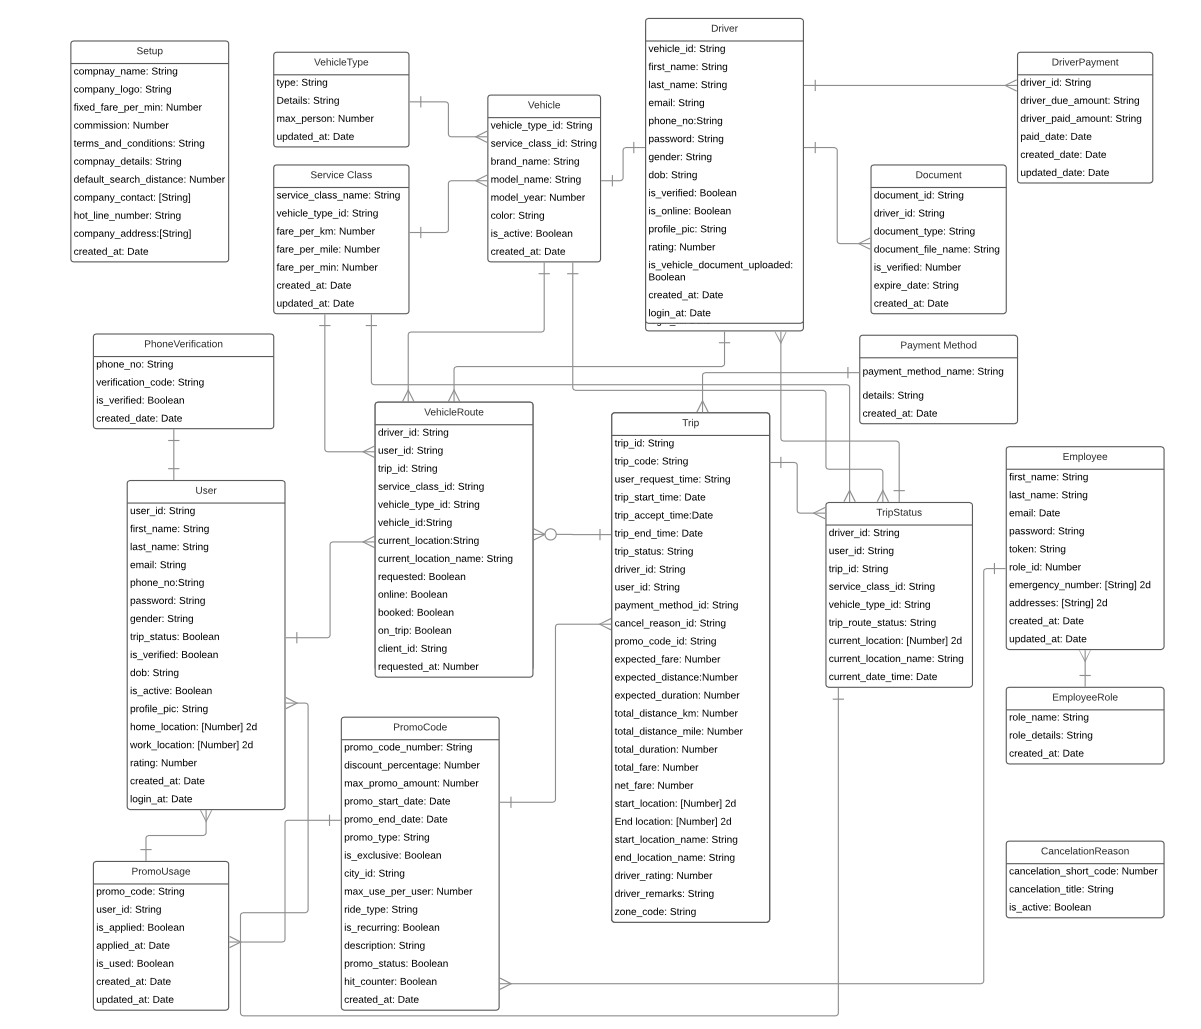 Setup
compnay_name: String
company_logo: String
fixed_fare_per_min: Number
commission: Number
terms_and_conditions: String
compnay_details: String
default_search_distance: Number
company_contact: [String]
hot_line_number: String
company_address:[String]
created_at: Date
VehicleType
type: String
Details: String
max_person: Number
updated_at: Date
Service Class
service_class_name: String
vehicle_type_id: String
fare_per_km: Number
fare_per_mile: Number
fare_per_min: Number
created_at: Date
updated_at: Date
Vehicle
vehicle_type_id: String
service_class_id: String
brand_name: String
model_name: String
model_year: Number
color: String
is_active: Boolean
created_at: Date
Driver
vehicle_id: String
first_name: String
last_name: String
email: String
phone_no:String
password: String
gender: String
dob: String
is_verified: Boolean
is_online: Boolean
profile_pic: String
rating: Number
is_vehicle_document_uploaded:
Boolean
created_at: Date
login_at: Date
DriverPayment
driver_id: String
driver_due_amount: String
driver_paid_amount: String
paid_date: Date
created_date: Date
updated_date: Date
Document
document_id: String
driver_id: String
document_type: String
document_file_name: String
is_verified: Number
expire_date: String
created_at: Date
PhoneVerification
phone_no: String
verification_code: String
is_verified: Boolean
created_date: Date
Payment Method
payment_method_name: String
details: String
created_at: Date
VehicleRoute
driver_id: String
user_id: String
trip_id: String
service_class_id: String
vehicle_type_id: String
vehicle_id:String
current_location:String
current_location_name: String
requested: Boolean
online: Boolean
booked: Boolean
on_trip: Boolean
client_id: String
requested_at: Number
Trip
trip_id: String
trip_code: String
user_request_time: String
trip_start_time: Date
trip_accept_time:Date
trip_end_time: Date
trip_status: String
driver_id: String
user_id: String
payment_method_id: String
cancel_reason_id: String
promo_code_id: String
expected_fare: Number
expected_distance:Number
expected_duration: Number
total_distance_km: Number
total_distance_mile: Number
total_duration: Number
total_fare: Number
net_fare: Number
start_location: [Number] 2d
End location: [Number] 2d
start_location_name: String
end_location_name: String
driver_rating: Number
driver_remarks: String
zone_code: String
Employee
first_name: String
last_name: String
email: Date
password: String
token: String
role_id: Number
emergency_number: [String] 2d
addresses: [String] 2d
created_at: Date
updated_at: Date
User
user_id: String
first_name: String
last_name: String
email: String
phone_no:String
password: String
gender: String
trip_status: Boolean
is_verified: Boolean
dob: String
is_active: Boolean
profile_pic: String
home_location: [Number] 2d
work_location: [Number] 2d
rating: Number
created_at: Date
login_at: Date
TripStatus
driver_id: String
user_id: String
trip_id: String
service_class_id: String
vehicle_type_id: String
trip_route_status: String
current_location: [Number] 2d
current_location_name: String
current_date_time: Date
EmployeeRole
role_name: String
role_details: String
created_at: Date
PromoCode
promo_code_number: String
discount_percentage: Number
max_promo_amount: Number
promo_start_date: Date
promo_end_date: Date
promo_type: String
is_exclusive: Boolean
city_id: String
max_use_per_user: Number
ride_type: String
is_recurring: Boolean
description: String
promo_status: Boolean
hit_counter: Boolean
created_at: Date
CancelationReason
cancelation_short_code: Number
cancelation_title: String
is_active: Boolean
PromoUsage
promo_code: String
user_id: String
is_applied: Boolean
applied_at: Date
is_used: Boolean
created_at: Date
updated_at: Date